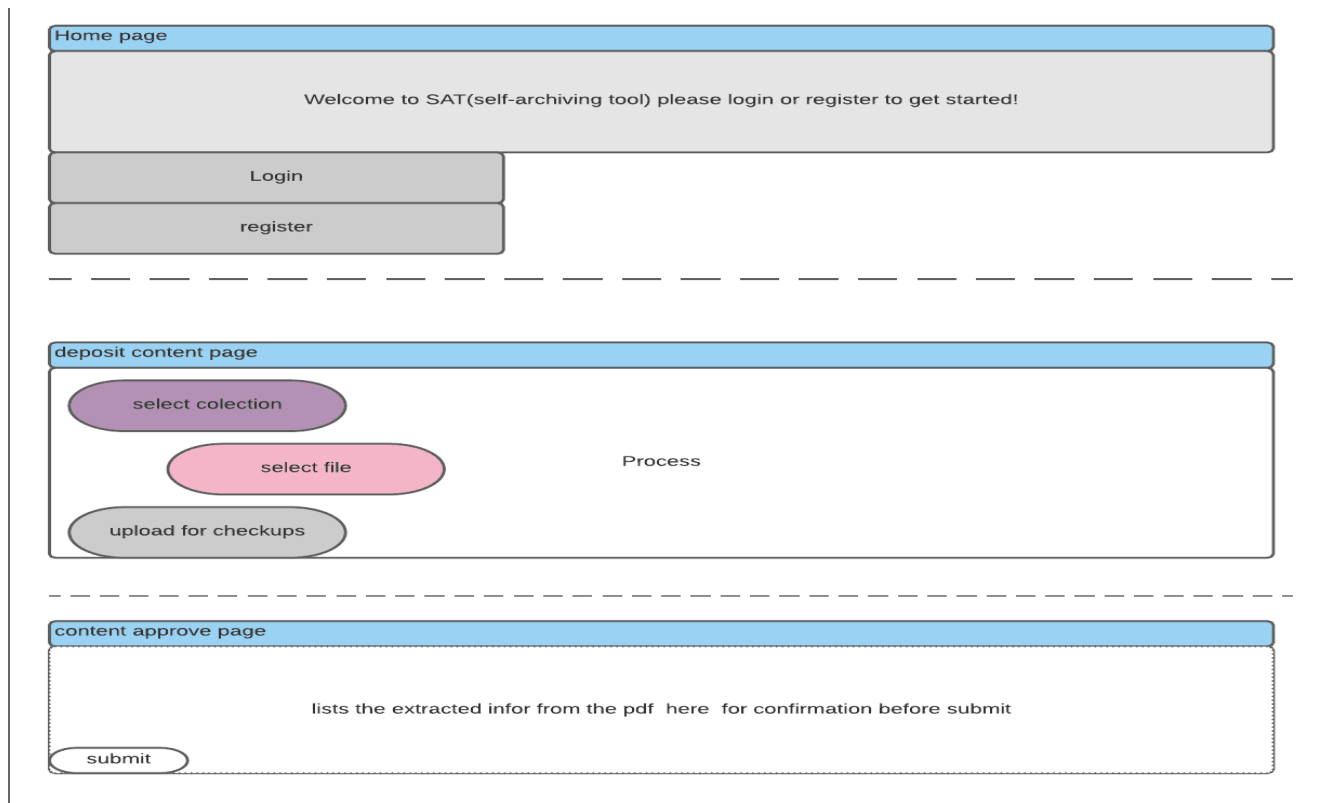 Home page
Welcome to SAT(self-archiving tool) please login or register to get started!
Login
register
deposit content page
select colection
select file
Process
upload for checkups
content approve page
lists the extracted infor from the pdf  here  for confirmation before submit
submit